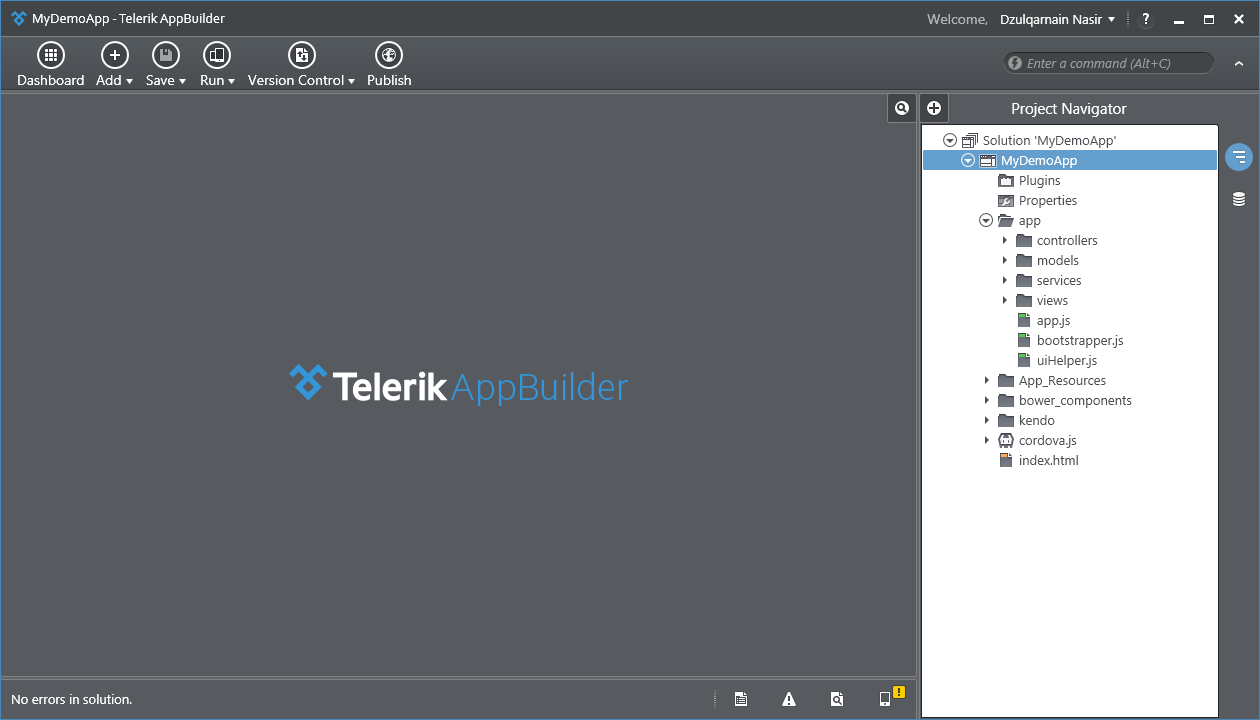 MyDemoApp - Telerik AppBuilder
Welcome, Dzulqarnain Nasir ?
Dashboard Add Save Run Version Control Publish
Enter a command (Alt+C)
Project Navigator
Solution 'MyDemoApp'
MyDemoApp
Plugins
Properties
app
controllers
models
services
views
app.js
bootstrapper.js
uiHelper.js
App_Resources
bower_components
kendo
cordova.js
index.html
Telerik AppBuilder
No errors in solution.
!